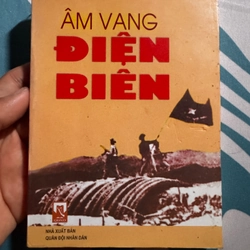 ÂM VANG
ĐIỆN
BIÊN
NHÀ XUẤT BẢN
QUÂN ĐỘI NHÂN DÂN